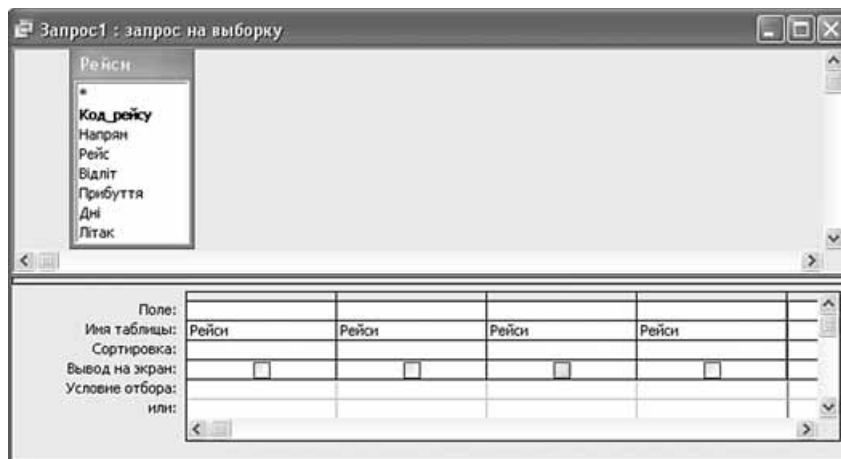 Запрос1 : запрос на выборку
Рейси
*
Код_рейсу
Напрям
Рейс
Відліт
Прибуття
Дні
Літак
Поле:
Имя таблицы: Рейси Рейси Рейси Рейси
Сортировка:
Вывод на экран:
Условие отбора:
или: